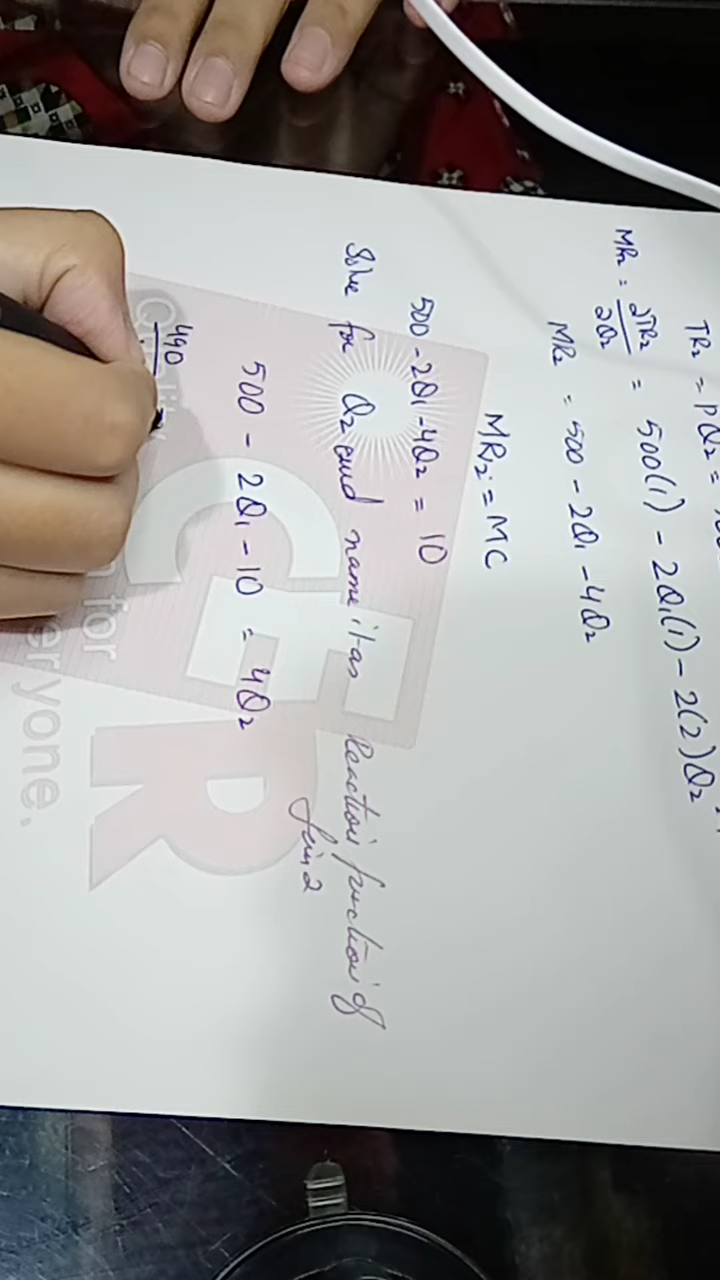 TR₂ = PQ₂ =
MR₂ = ∂TR₂/∂Q₂ = 500(1) - 2Q₁(1) - 2(2)Q₂
MR₂ = 500 - 2Q₁ - 4Q₂
MR₂ = MC
500 - 2Q₁ - 4Q₂ = 10
Solve for Q₂ and name it as Reaction function of
firm 2
500 - 2Q₁ - 10 = 4Q₂
490
CER
for
eryone.